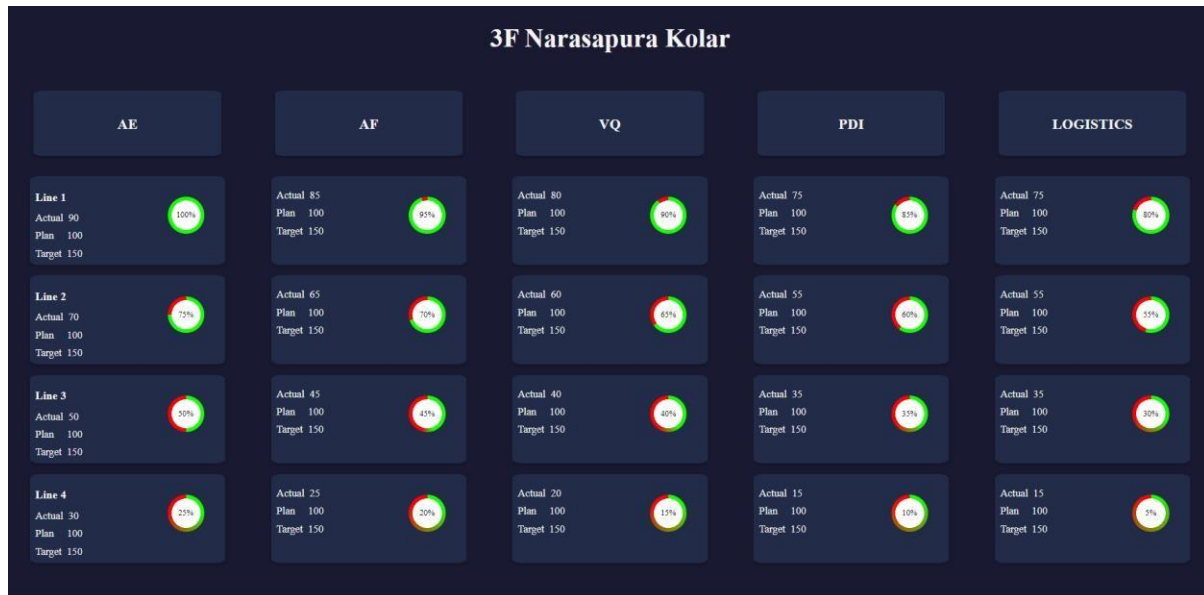 3F Narasapura Kolar
AE
AF
VQ
PDI
LOGISTICS
Line 1
Actual 90
Plan 100
Target 150
100%
Actual 85
Plan 100
Target 150
95%
Actual 80
Plan 100
Target 150
90%
Actual 75
Plan 100
Target 150
85%
Actual 75
Plan 100
Target 150
80%
Line 2
Actual 70
Plan 100
Target 150
75%
Actual 65
Plan 100
Target 150
70%
Actual 60
Plan 100
Target 150
65%
Actual 55
Plan 100
Target 150
60%
Actual 55
Plan 100
Target 150
55%
Line 3
Actual 50
Plan 100
Target 150
50%
Actual 45
Plan 100
Target 150
45%
Actual 40
Plan 100
Target 150
40%
Actual 35
Plan 100
Target 150
35%
Actual 35
Plan 100
Target 150
30%
Line 4
Actual 30
Plan 100
Target 150
25%
Actual 25
Plan 100
Target 150
20%
Actual 20
Plan 100
Target 150
15%
Actual 15
Plan 100
Target 150
10%
Actual 15
Plan 100
Target 150
5%